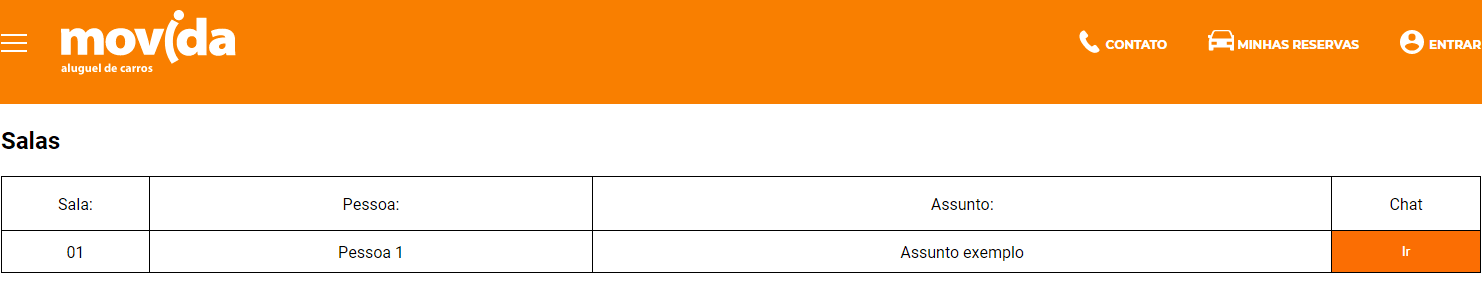 movida
aluguel de carros
CONTATO
MINHAS RESERVAS
ENTRAR
Salas
Sala: Pessoa: Assunto: Chat
01 Pessoa 1 Assunto exemplo Ir